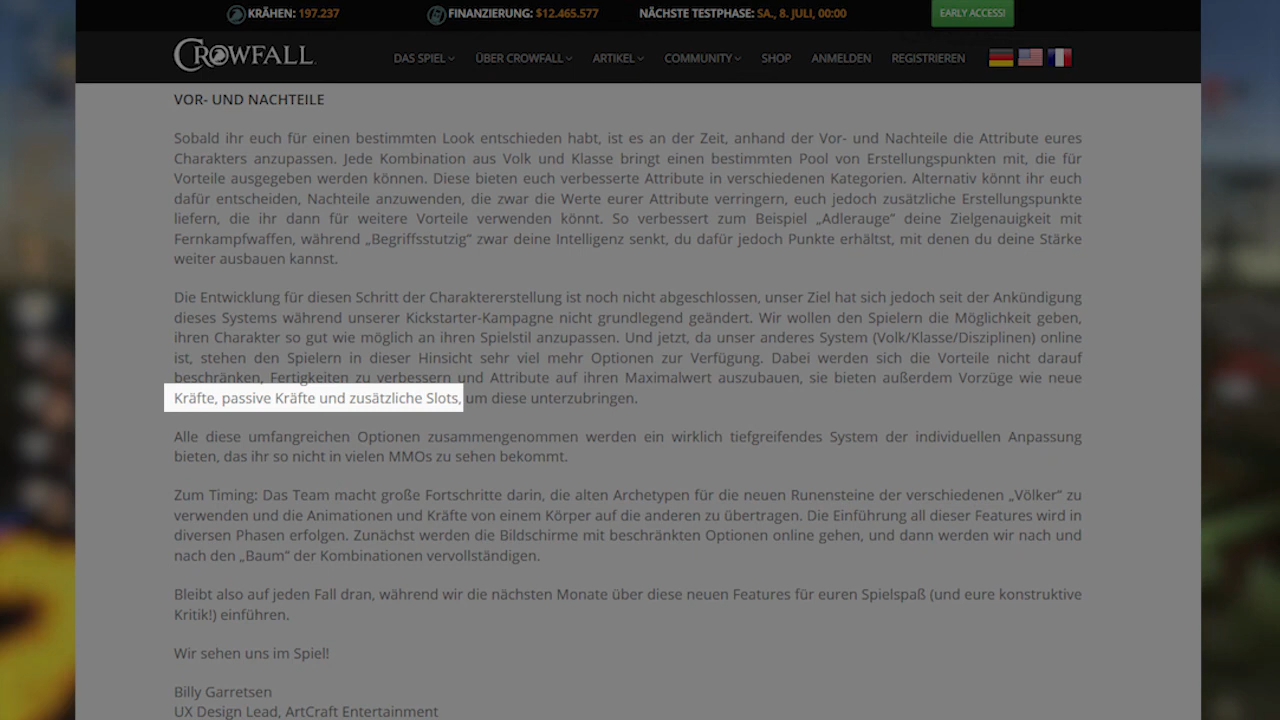 KRÄHEN: 197.237 FINANZIERUNG: $12.465.577 NÄCHSTE TESTPHASE: SA., 8. JULI, 00:00 EARLY ACCESS!
CROWFALL DAS SPIEL ÜBER CROWFALL ARTIKEL COMMUNITY SHOP ANMELDEN REGISTRIEREN
VOR- UND NACHTEILE
Sobald ihr euch für einen bestimmten Look entschieden habt, ist es an der Zeit, anhand der Vor- und Nachteile die Attribute eures
Charakters anzupassen. Jede Kombination aus Volk und Klasse bringt einen bestimmten Pool von Erstellungspunkten mit, die für
Vorteile ausgegeben werden können. Diese bieten euch verbesserte Attribute in verschiedenen Kategorien. Alternativ könnt ihr euch
dafür entscheiden, Nachteile anzuwenden, die zwar die Werte eurer Attribute verringern, euch jedoch zusätzliche Erstellungspunkte
liefern, die ihr dann für weitere Vorteile verwenden könnt. So verbessert zum Beispiel „Adlerauge“ deine Zielgenauigkeit mit
Fernkampfwaffen, während „Begriffsstutzig“ zwar deine Intelligenz senkt, du dafür jedoch Punkte erhältst, mit denen du deine Stärke
weiter ausbauen kannst.
Die Entwicklung für diesen Schritt der Charaktererstellung ist noch nicht abgeschlossen, unser Ziel hat sich jedoch seit der Ankündigung
dieses Systems während unserer Kickstarter-Kampagne nicht grundlegend geändert. Wir wollen den Spielern die Möglichkeit geben,
ihren Charakter so gut wie möglich an ihren Spielstil anzupassen. Und jetzt, da unser anderes System (Volk/Klasse/Disziplinen) online
ist, stehen den Spielern in dieser Hinsicht sehr viel mehr Optionen zur Verfügung. Dabei werden sich die Vorteile nicht darauf
beschränken, Fertigkeiten zu verbessern und Attribute auf ihren Maximalwert auszubauen, sie bieten außerdem Vorzüge wie neue
Kräfte, passive Kräfte und zusätzliche Slots, um diese unterzubringen.
Alle diese umfangreichen Optionen zusammengenommen werden ein wirklich tiefgreifendes System der individuellen Anpassung
bieten, das ihr so nicht in vielen MMOs zu sehen bekommt.
Zum Timing: Das Team macht große Fortschritte darin, die alten Archetypen für die neuen Runensteine der verschiedenen „Völker“ zu
verwenden und die Animationen und Kräfte von einem Körper auf die anderen zu übertragen. Die Einführung all dieser Features wird in
diversen Phasen erfolgen. Zunächst werden die Bildschirme mit beschränkten Optionen online gehen, und dann werden wir nach und
nach den „Baum“ der Kombinationen vervollständigen.
Bleibt also auf jeden Fall dran, während wir die nächsten Monate über diese neuen Features für euren Spielspaß (und eure konstruktive
Kritik!) einführen.
Wir sehen uns im Spiel!
Billy Garretsen
UX Design Lead, ArtCraft Entertainment